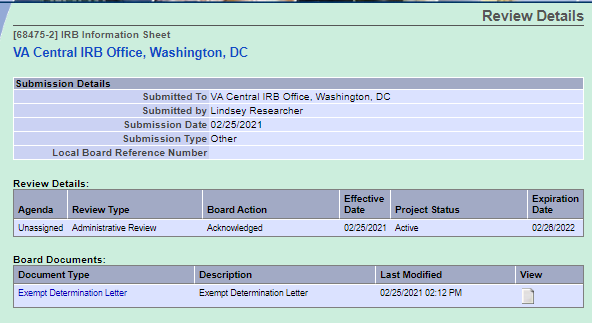 Review Details
[68475-2] IRB Information Sheet
VA Central IRB Office, Washington, DC
Submission Details
Submitted To VA Central IRB Office, Washington, DC
Submitted by Lindsey Researcher
Submission Date 02/25/2021
Submission Type Other
Local Board Reference Number
Review Details:
Agenda Review Type Board Action Effective Date Project Status Expiration Date
Unassigned Administrative Review Acknowledged 02/25/2021 Active 02/26/2022
Board Documents:
Document Type Description Last Modified View
Exempt Determination Letter Exempt Determination Letter 02/25/2021 02:12 PM